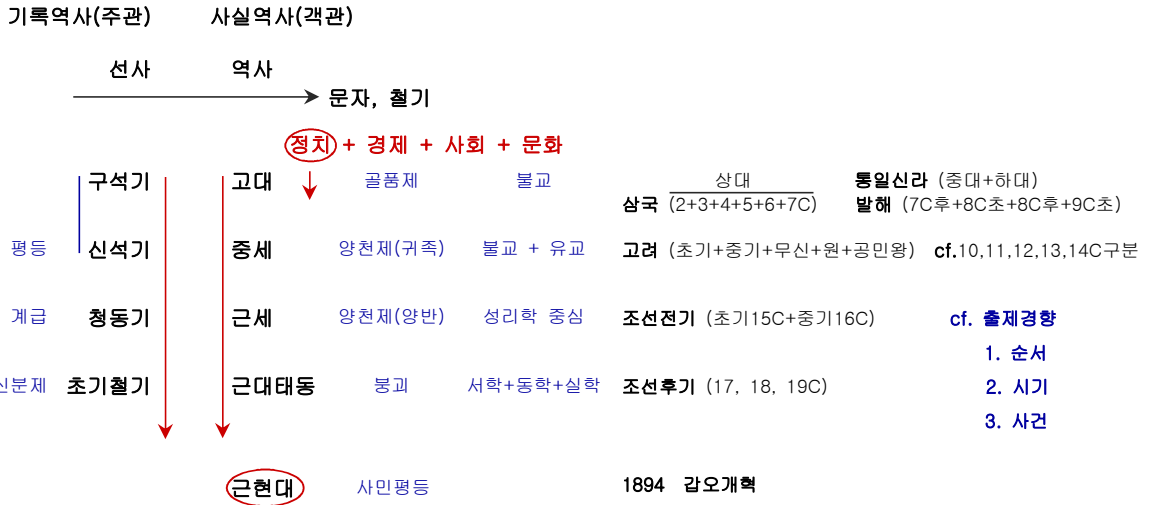 기록역사(주관) 사실역사(객관)
선사 역사
문자, 철기
정치 + 경제 + 사회 + 문화
구석기 고대 골품제 불교 상대 통일신라 (중대+하대)
삼국 (2+3+4+5+6+7C) 발해 (7C후+8C초+8C후+9C초)
평등 신석기 중세 양천제(귀족) 불교 + 유교 고려 (초기+중기+무신+원+공민왕) cf.10,11,12,13,14C구분
계급 청동기 근세 양천제(양반) 성리학 중심 조선전기 (초기15C+중기16C) cf. 출제경향
1. 순서
신분제 초기철기 근대태동 붕괴 서학+동학+실학 조선후기 (17, 18, 19C) 2. 시기
3. 사건
근현대 사민평등 1894 갑오개혁